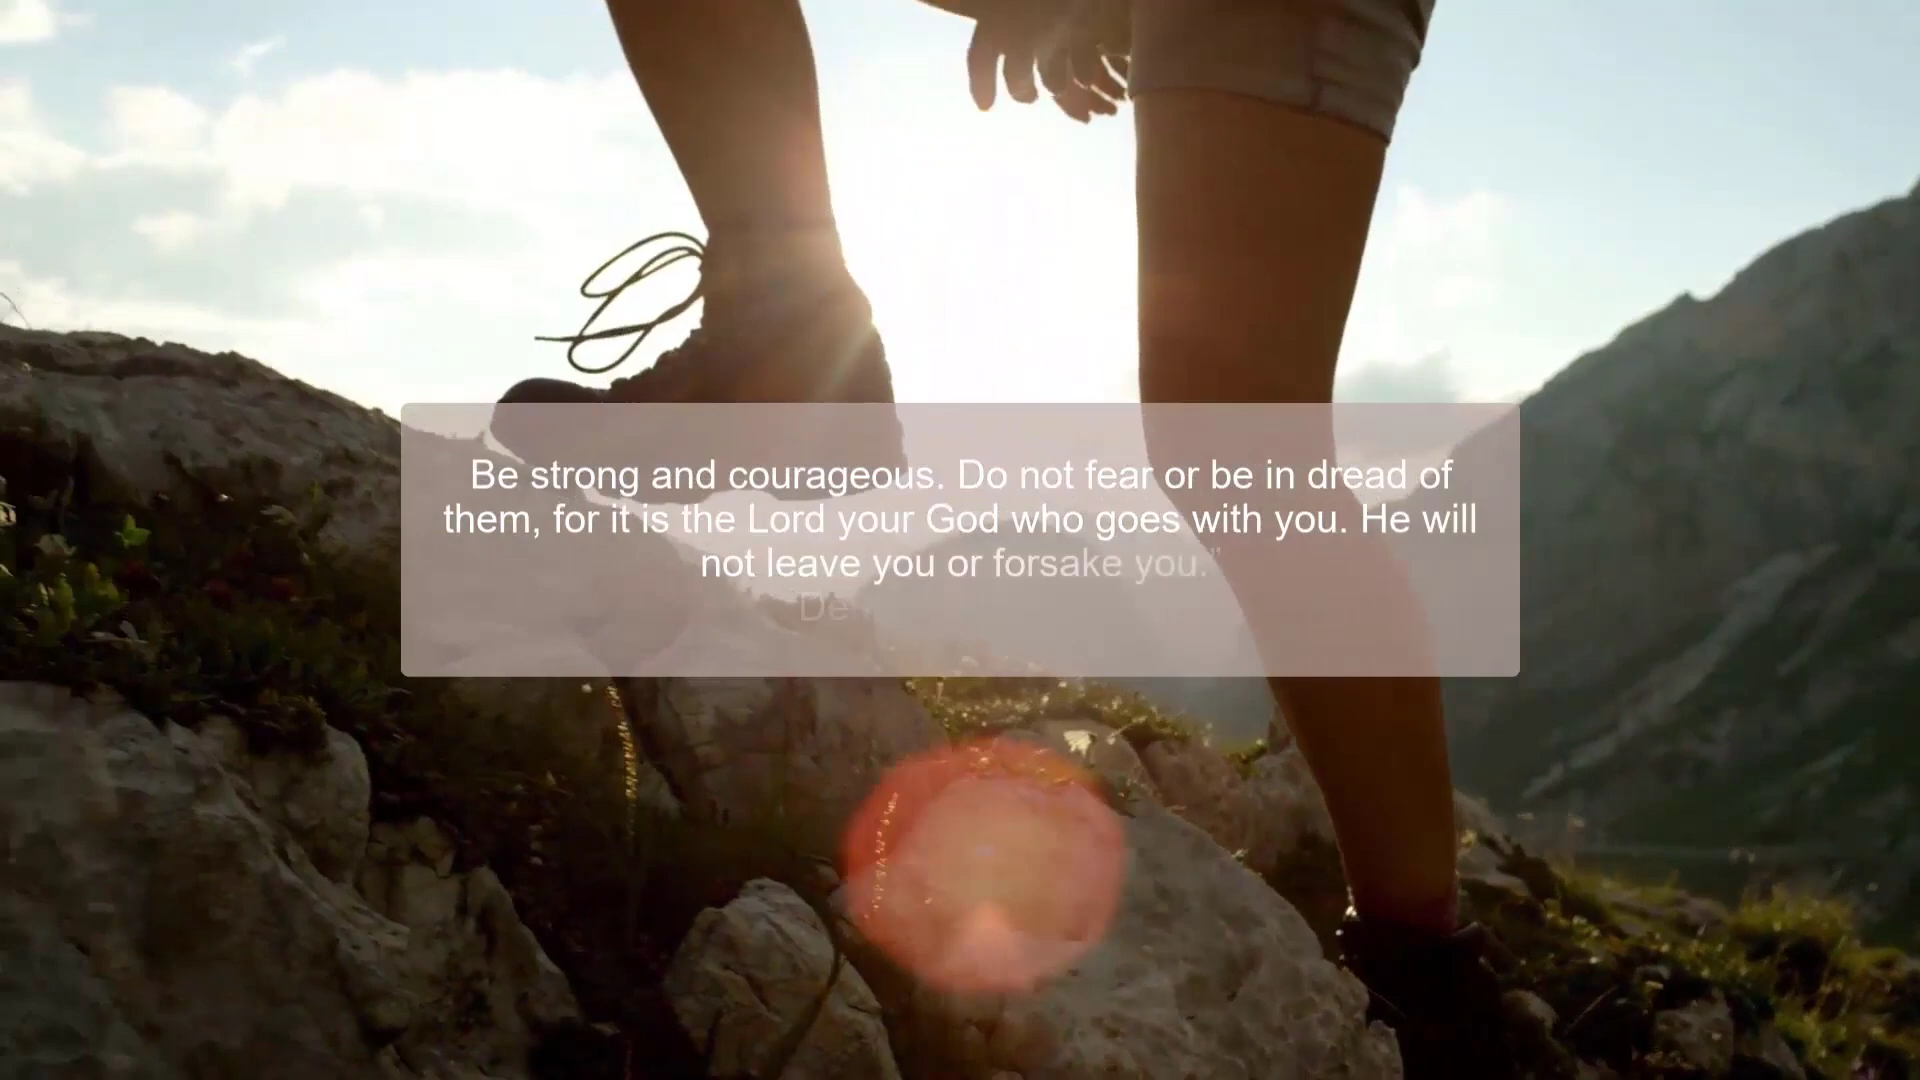 Be strong and courageous. Do not fear or be in dread of
them, for it is the Lord your God who goes with you. He will
not leave you or forsake you.”